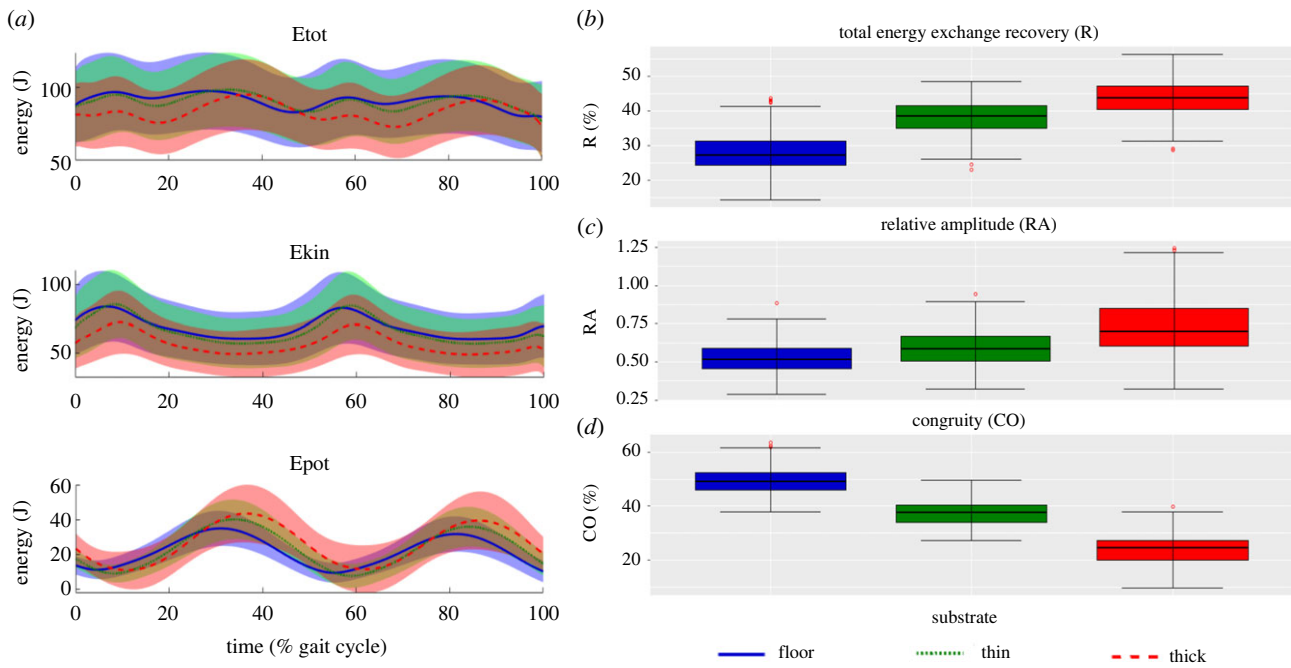 (a)
Etot
energy (J)
100
50
0 20 40 60 80 100
Ekin
energy (J)
100
50
0 20 40 60 80 100
Epot
energy (J)
60
40
20
0
0 20 40 60 80 100
time (% gait cycle)
(b)
total energy exchange recovery (R)
R (%)
50
40
30
20
(c)
relative amplitude (RA)
RA
1.25
1.00
0.75
0.50
0.25
(d)
congruity (CO)
CO (%)
60
40
20
substrate
floor thin thick